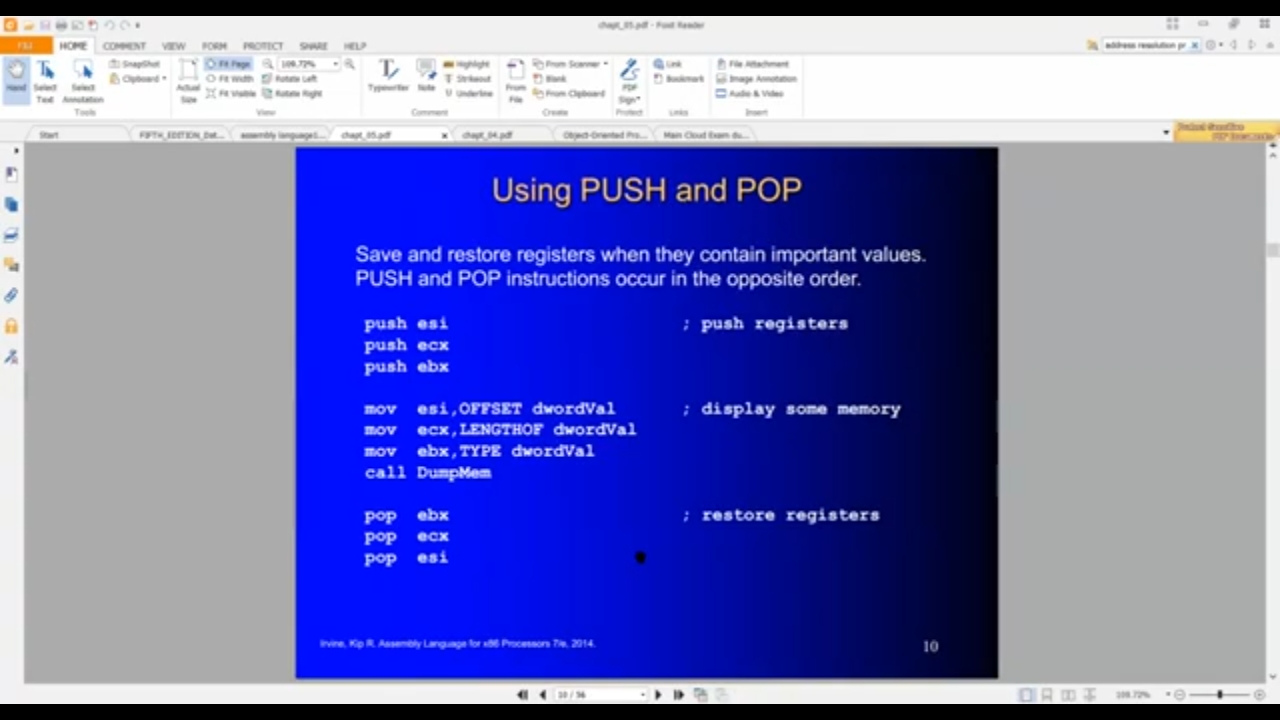 chapt_05.pdf - Foxit Reader
FILE HOME COMMENT VIEW FORM PROTECT SHARE HELP
address resolution pr
Hand
Select Text
Select Annotation
SnapShot
Clipboard
Tools
Actual Size
Fit Page
Fit Width
Fit Visible
109.72%
Rotate Left
Rotate Right
View
Typewriter
Note
Highlight
Strikeout
Underline
Comment
From File
From Scanner
Blank
From Clipboard
Create
PDF Sign
Protect
Link
Bookmark
Links
File Attachment
Image Annotation
Audio & Video
Insert
Start
FIFTH_EDITION_Dat...
assembly language(...
chapt_05.pdf
chapt_04.pdf
Object-Oriented Pro...
Main Cloud Exam du...
Using PUSH and POP
Save and restore registers when they contain important values.
PUSH and POP instructions occur in the opposite order.
push esi ; push registers
push ecx
push ebx
mov esi,OFFSET dwordVal ; display some memory
mov ecx,LENGTHOF dwordVal
mov ebx,TYPE dwordVal
call DumpMem
pop ebx ; restore registers
pop ecx
pop esi
Irvine, Kip R. Assembly Language for x86 Processors 7/e, 2014.
10
10 / 56
109.72%